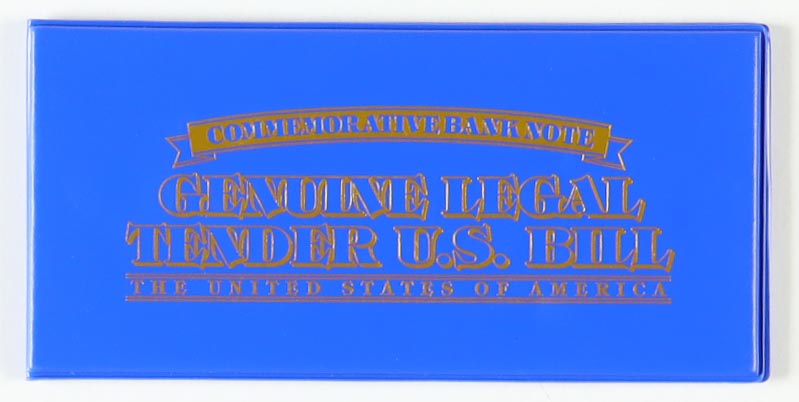 COMMEMORATIVE BANK NOTE
GENUINE LEGAL
TENDER U.S. BILL
THE UNITED STATES OF AMERICA